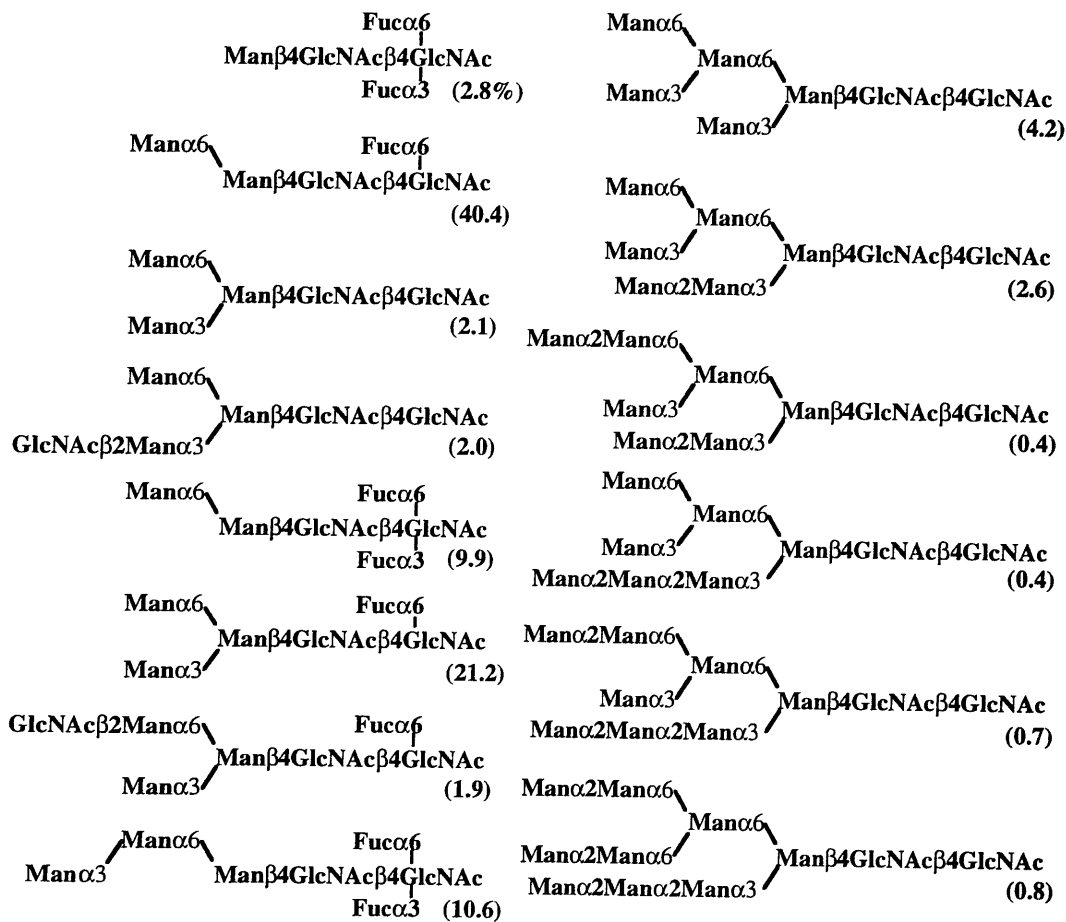 Fucα6
Manβ4GlcNAcβ4GlcNAc
Fucα3 (2.8%)
Manα6 Fucα6
Manβ4GlcNAcβ4GlcNAc
(40.4)
Manα6
Manβ4GlcNAcβ4GlcNAc
Manα3 (2.1)
Manα6
Manβ4GlcNAcβ4GlcNAc
GlcNAcβ2Manα3 (2.0)
Manα6 Fucα6
Manβ4GlcNAcβ4GlcNAc
Fucα3 (9.9)
Manα6 Fucα6
Manβ4GlcNAcβ4GlcNAc
Manα3 (21.2)
GlcNAcβ2Manα6 Fucα6
Manβ4GlcNAcβ4GlcNAc
Manα3 (1.9)
Manα6 Fucα6
Manα3 Manβ4GlcNAcβ4GlcNAc
Fucα3 (10.6)
Manα6
Manα6
Manα3 Manβ4GlcNAcβ4GlcNAc
Manα3 (4.2)
Manα6
Manα6
Manα3 Manβ4GlcNAcβ4GlcNAc
Manα2Manα3 (2.6)
Manα2Manα6
Manα6
Manα3 Manβ4GlcNAcβ4GlcNAc
Manα2Manα3 (0.4)
Manα6
Manα6
Manα3 Manβ4GlcNAcβ4GlcNAc
Manα2Manα2Manα3 (0.4)
Manα2Manα6
Manα6
Manα3 Manβ4GlcNAcβ4GlcNAc
Manα2Manα2Manα3 (0.7)
Manα2Manα6
Manα6
Manα2Manα6 Manβ4GlcNAcβ4GlcNAc
Manα2Manα2Manα3 (0.8)